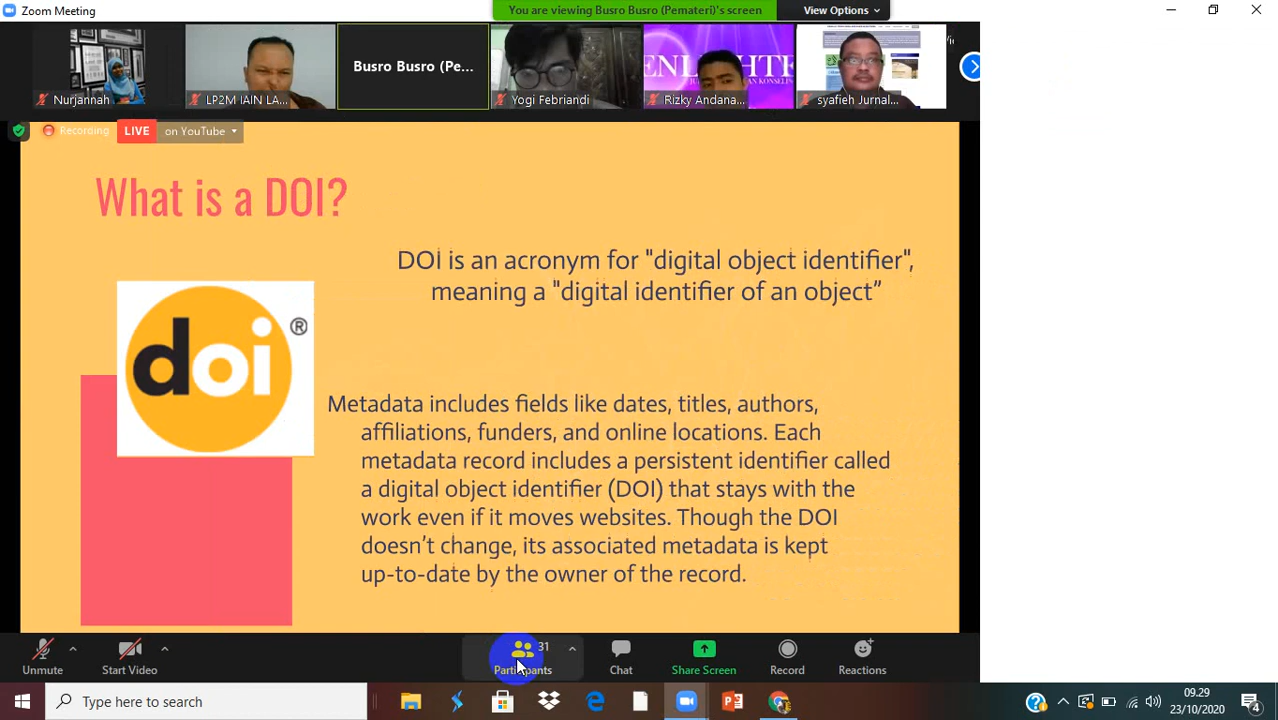 Zoom Meeting
You are viewing Busro Busro (Pemateri)'s screen
View Options
Nurjannah
LP2M IAIN LA...
Busro Busro (Pe...
Yogi Febriandi
ENLIGHTE
Rizky Andana...
syafieh Jurnal...
Recording
LIVE on YouTube
What is a DOI?
DOI is an acronym for "digital object identifier",
meaning a "digital identifier of an object”
doi ®
Metadata includes fields like dates, titles, authors,
affiliations, funders, and online locations. Each
metadata record includes a persistent identifier called
a digital object identifier (DOI) that stays with the
work even if it moves websites. Though the DOI
doesn’t change, its associated metadata is kept
up-to-date by the owner of the record.
Unmute
Start Video
31
Participants
Chat
Share Screen
Record
Reactions
Type here to search
09.29
23/10/2020
4